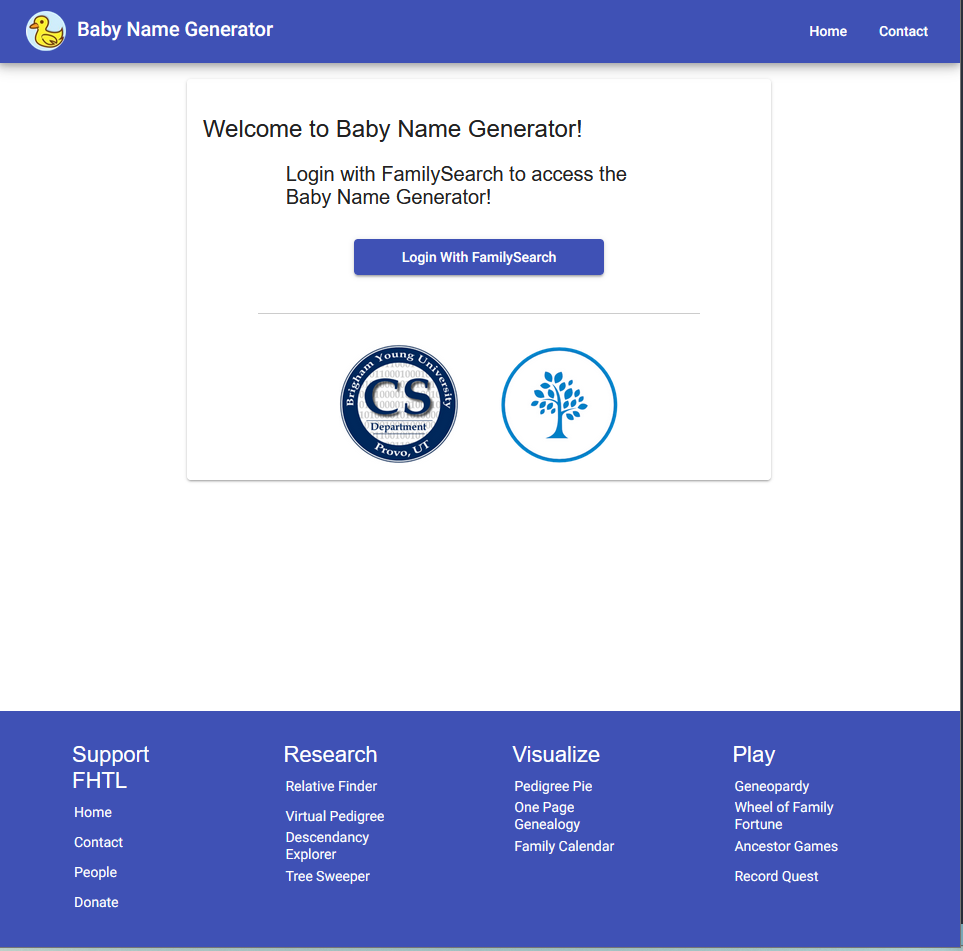 Baby Name Generator
Home
Contact
Welcome to Baby Name Generator!
Login with FamilySearch to access the
Baby Name Generator!
Login With FamilySearch
Brigham Young University
CS
Department
Provo, UT
Support
FHTL
Home
Contact
People
Donate
Research
Relative Finder
Virtual Pedigree
Descendancy
Explorer
Tree Sweeper
Visualize
Pedigree Pie
One Page
Genealogy
Family Calendar
Play
Geneopardy
Wheel of Family
Fortune
Ancestor Games
Record Quest